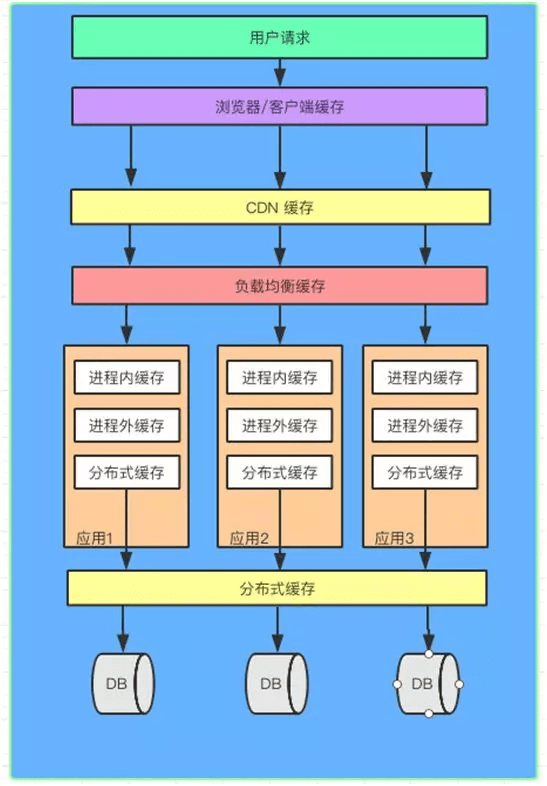 用户请求
浏览器/客户端缓存
CDN 缓存
负载均衡缓存
进程内缓存
进程外缓存
分布式缓存
应用1
进程内缓存
进程外缓存
分布式缓存
应用2
进程内缓存
进程外缓存
分布式缓存
应用3
分布式缓存
DB
DB
DB